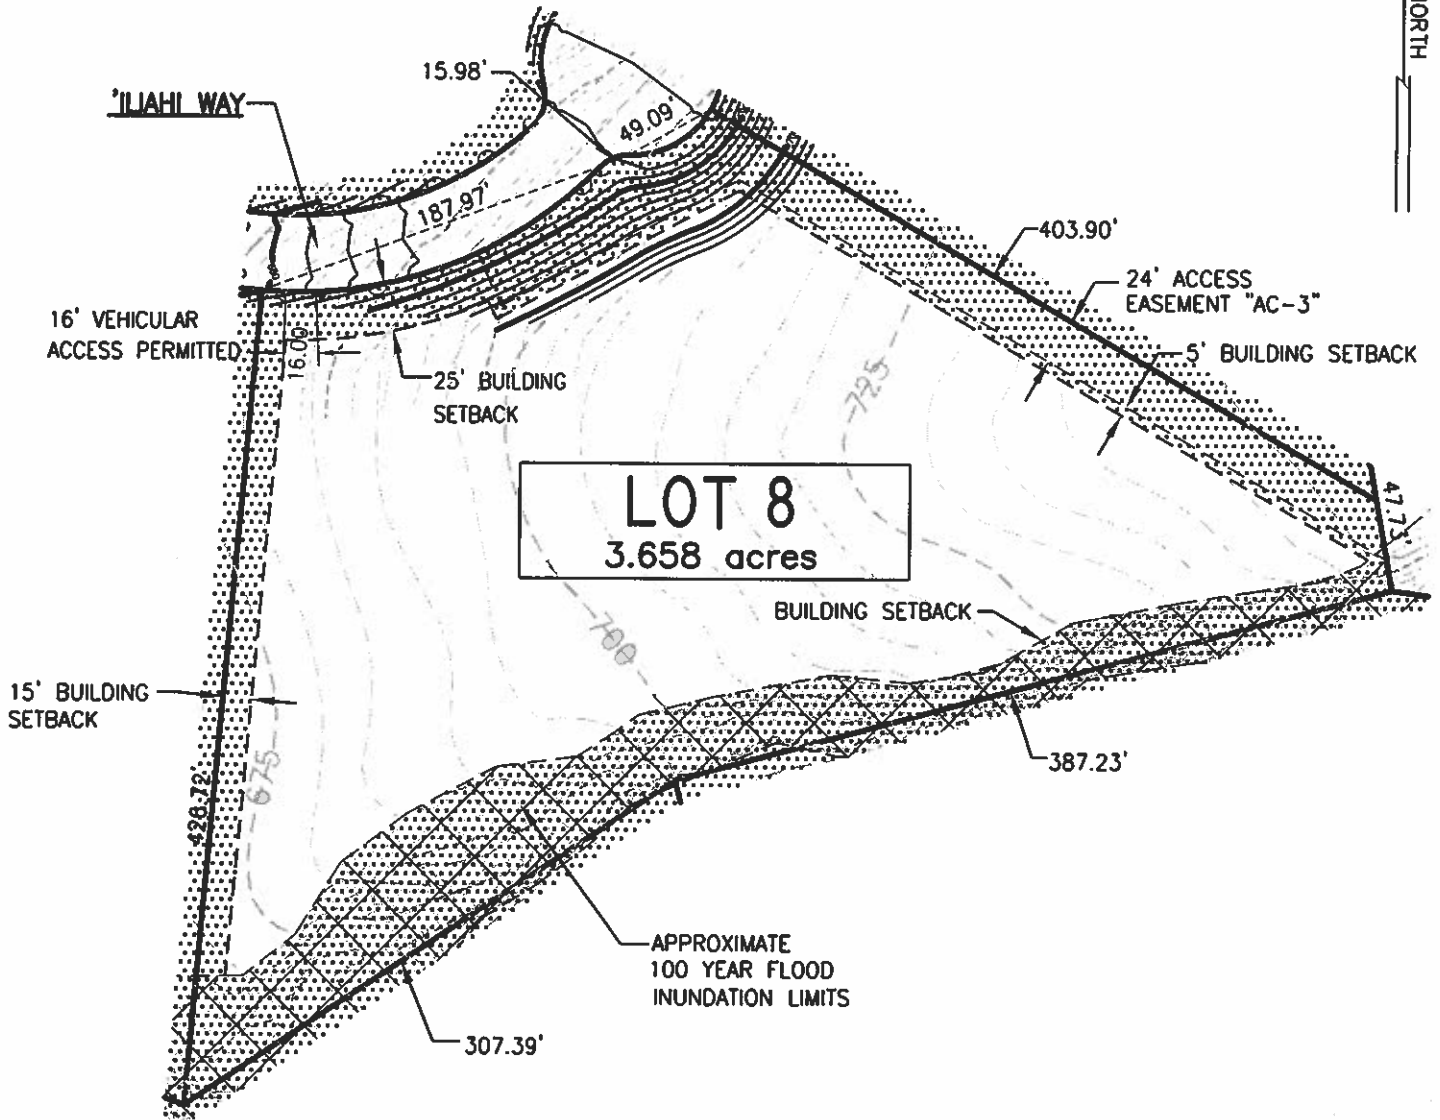 NORTH
15.98'
'ILIAHI WAY
49.09'
187.97'
403.90'
24' ACCESS
EASEMENT "AC-3"
16' VEHICULAR
ACCESS PERMITTED
16.00
5' BUILDING SETBACK
25' BUILDING
SETBACK
725
LOT 8
3.658 acres
47.73'
BUILDING SETBACK
700
15' BUILDING
SETBACK
675
387.23'
428.72'
APPROXIMATE
100 YEAR FLOOD
INUNDATION LIMITS
307.39'